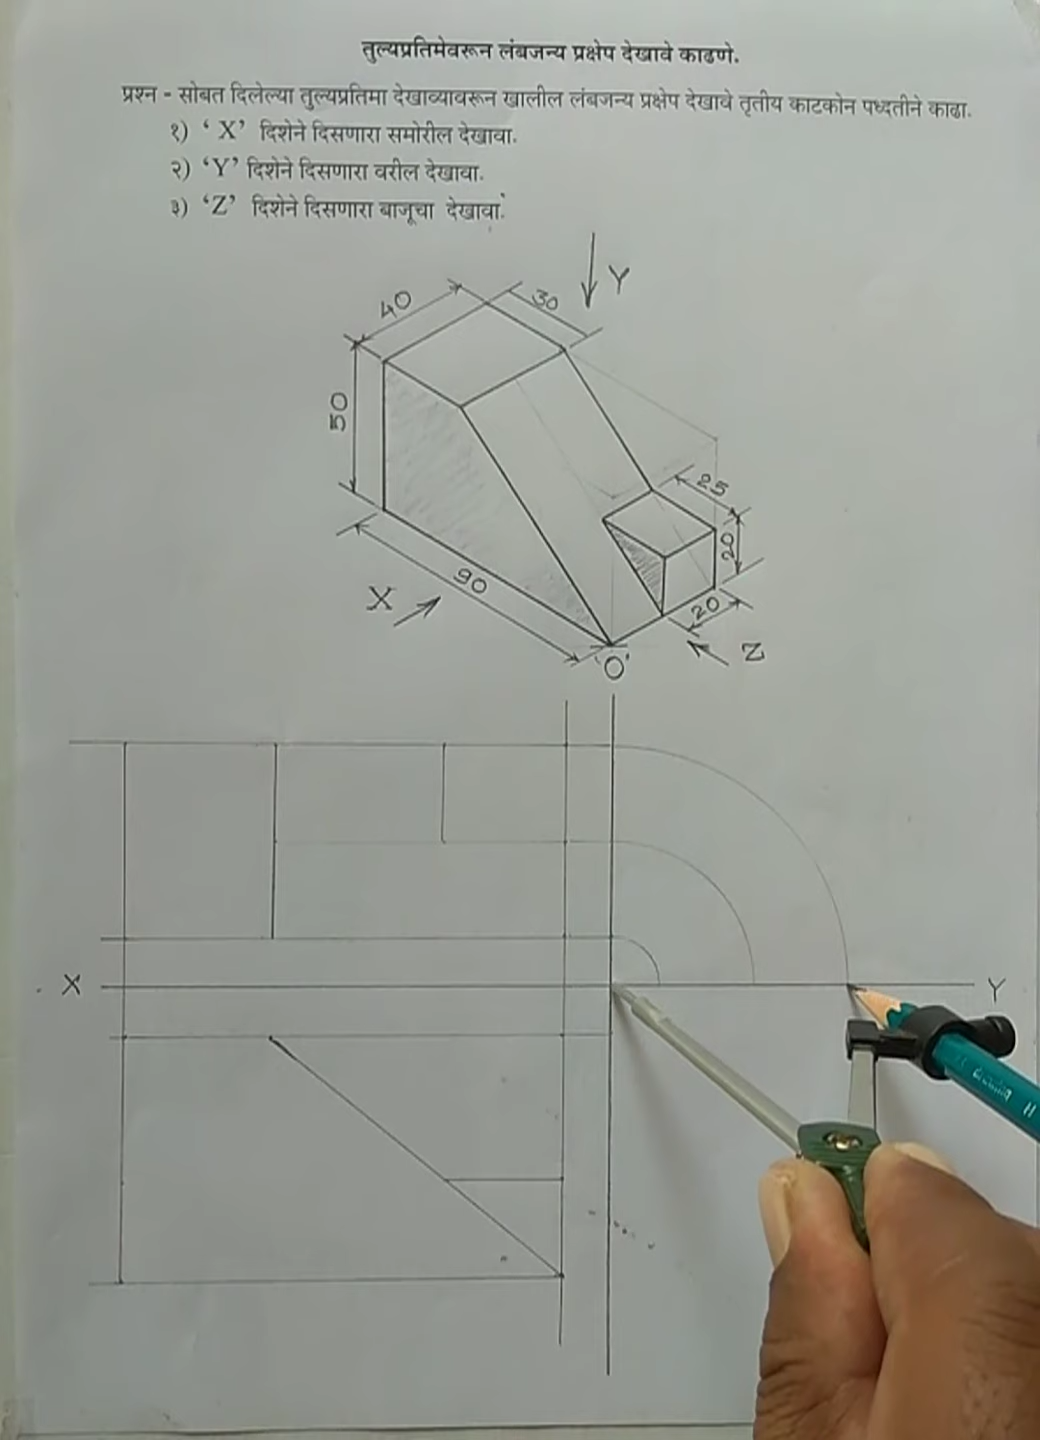 तुल्यप्रतिमेवरून लंबजन्य प्रक्षेप देखावे काढणे.
प्रश्न - सोबत दिलेल्या तुल्यप्रतिमा देखाव्यावरून खालील लंबजन्य प्रक्षेप देखावे तृतीय काटकोन पध्दतीने काढा.
१) ‘ X’ दिशेने दिसणारा समोरील देखावा.
२) ‘Y’ दिशेने दिसणारा वरील देखावा.
३) ‘Z’ दिशेने दिसणारा बाजूचा देखावा.
Y
40
30
50
25
20
90
X
20
Z
'O'
X
Y